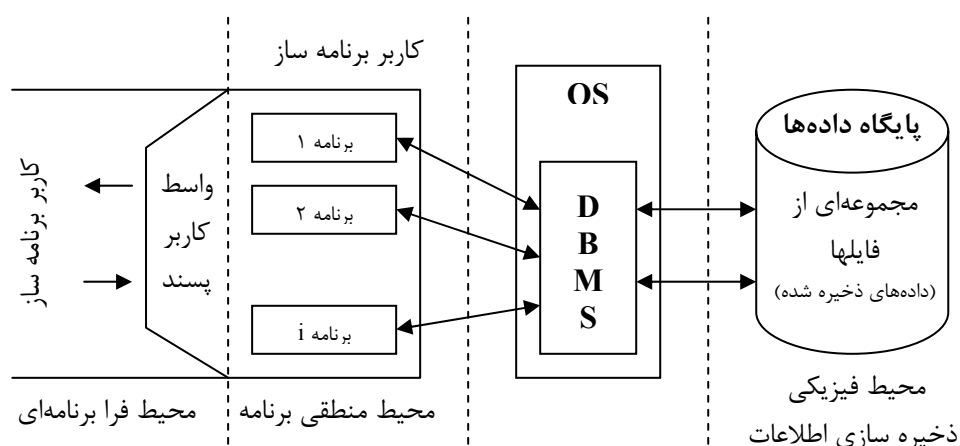 کاربر برنامه ساز
OS
پایگاه داده‌ها
مجموعه‌ای از
فایلها
(داده‌های ذخیره شده)
D
B
M
S
برنامه ۱
برنامه ۲
برنامه i
واسط
کاربر
پسند
کاربر برنامه ساز
محیط فیزیکی
ذخیره سازی اطلاعات
محیط منطقی برنامه
محیط فرا برنامه‌ای